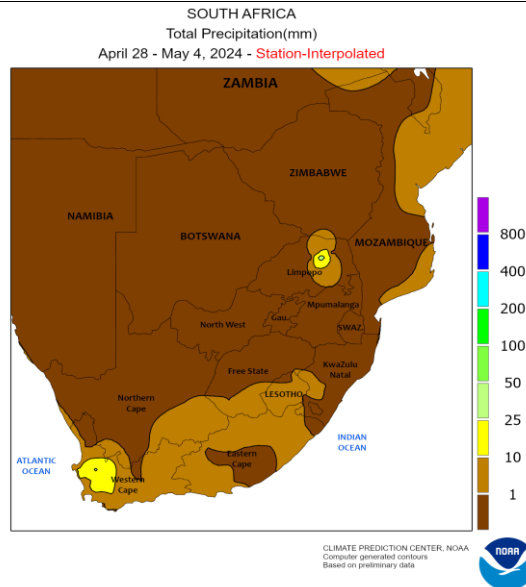 SOUTH AFRICA
Total Precipitation(mm)
April 28 - May 4, 2024 - Station-Interpolated
ZAMBIA
ZIMBABWE
NAMIBIA
BOTSWANA
MOZAMBIQUE
Limpopo
Mpumalanga
Gau.
North West
SWAZ.
Free State
KwaZulu
Natal
Northern
Cape
LESOTHO
INDIAN
OCEAN
ATLANTIC
OCEAN
Eastern
Cape
Western
Cape
800
400
200
100
50
25
10
1
CLIMATE PREDICTION CENTER, NOAA
Computer generated contours
Based on preliminary data
NOAA